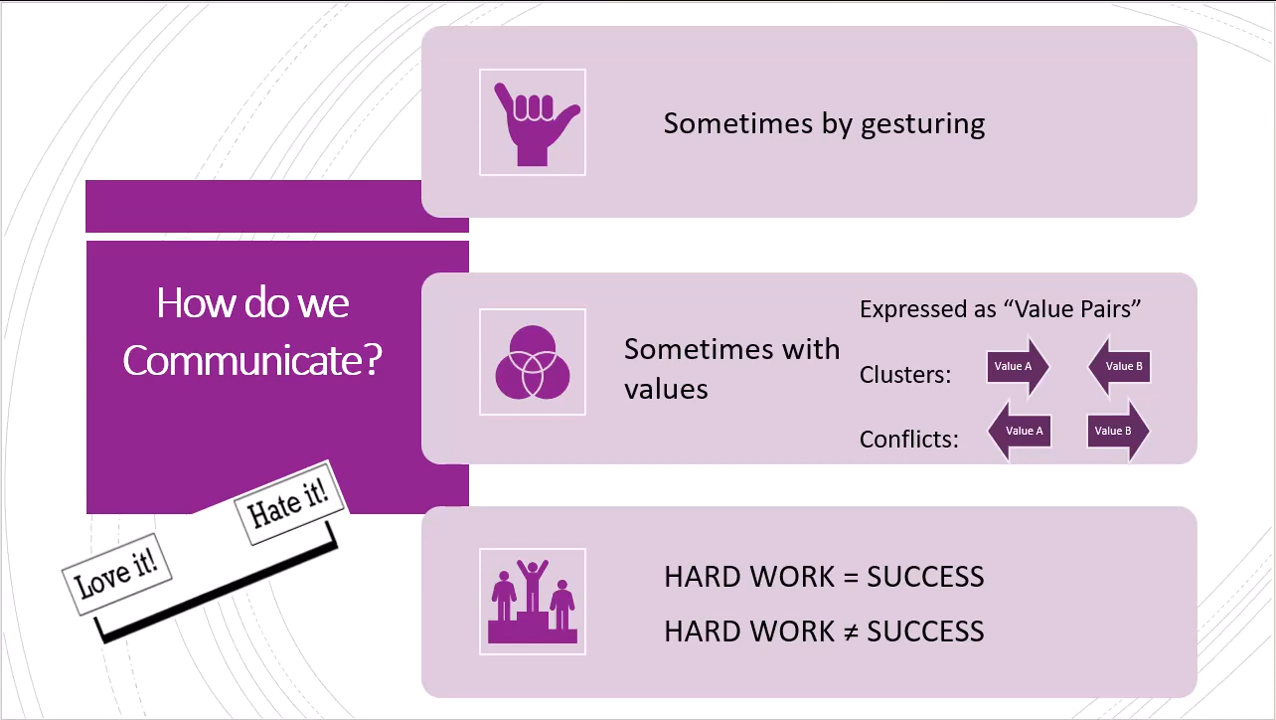 How do we
Communicate?
Love it!
Hate it!
Sometimes by gesturing
Sometimes with
values
Expressed as “Value Pairs”
Clusters:
Value A
Value B
Conflicts:
Value A
Value B
HARD WORK = SUCCESS
HARD WORK ≠ SUCCESS